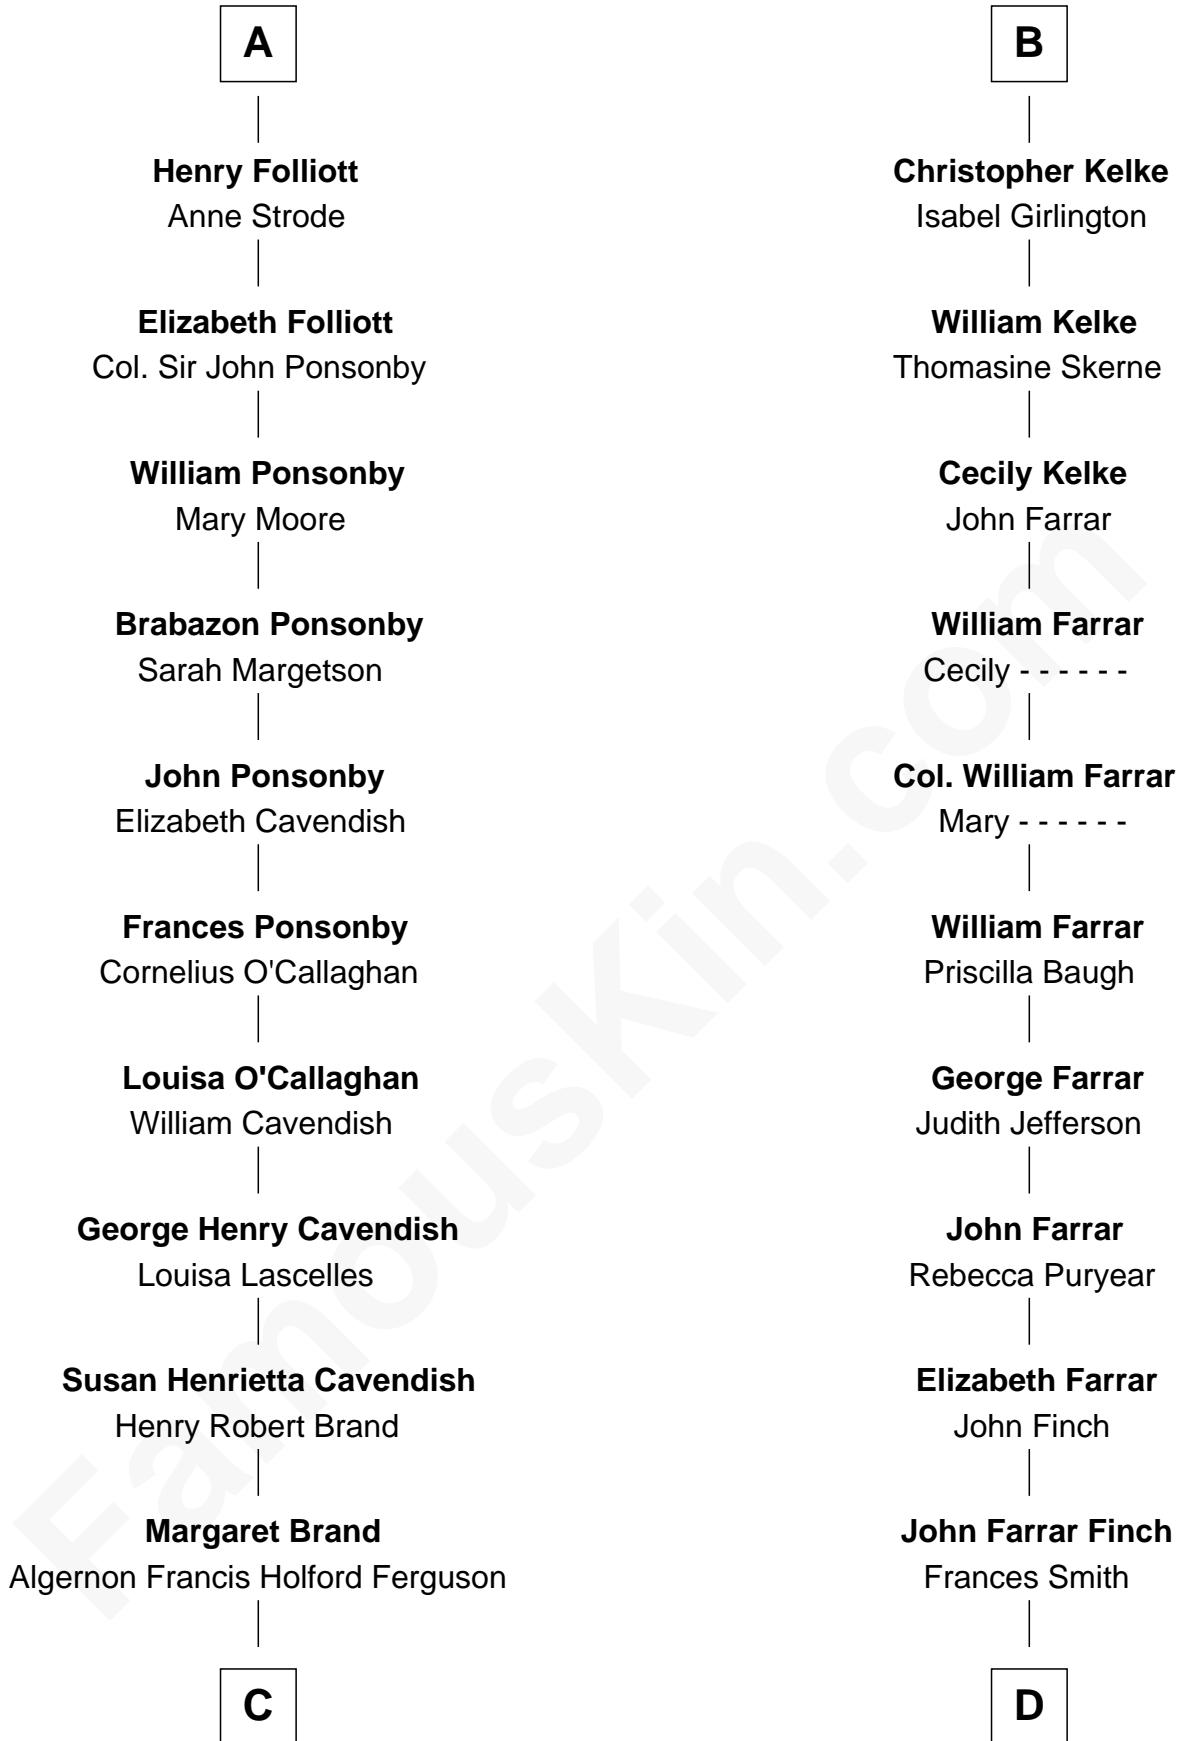 A
Henry Folliott
Anne Strode
Elizabeth Folliott
Col. Sir John Ponsonby
William Ponsonby
Mary Moore
Brabazon Ponsonby
Sarah Margetson
John Ponsonby
Elizabeth Cavendish
Frances Ponsonby
Cornelius O'Callaghan
Louisa O'Callaghan
William Cavendish
George Henry Cavendish
Louisa Lascelles
Susan Henrietta Cavendish
Henry Robert Brand
Margaret Brand
Algernon Francis Holford Ferguson
C
B
Christopher Kelke
Isabel Girlington
William Kelke
Thomasine Skerne
Cecily Kelke
John Farrar
William Farrar
Cecily - - - - - -
Col. William Farrar
Mary - - - - - -
William Farrar
Priscilla Baugh
George Farrar
Judith Jefferson
John Farrar
Rebecca Puryear
Elizabeth Farrar
John Finch
John Farrar Finch
Frances Smith
D
FamousKin.com